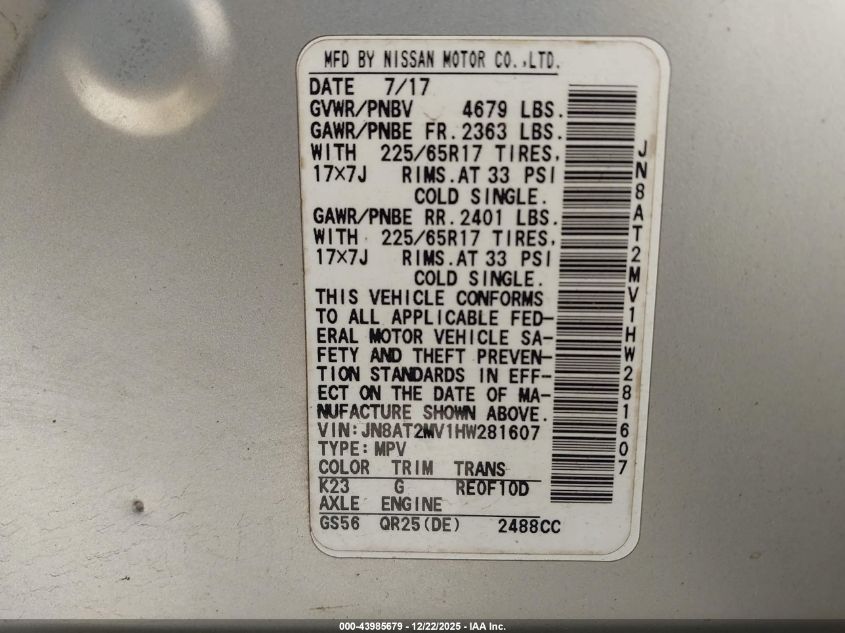 MFD BY NISSAN MOTOR CO.,LTD.
DATE 7/17
GVWR/PNBV 4679 LBS.
GAWR/PNBE FR. 2363 LBS.
WITH 225/65R17 TIRES,
17×7J RIMS.AT 33 PSI
COLD SINGLE.
GAWR/PNBE RR. 2401 LBS.
WITH 225/65R17 TIRES,
17×7J RIMS.AT 33 PSI
COLD SINGLE.
THIS VEHICLE CONFORMS
TO ALL APPLICABLE FED-
ERAL MOTOR VEHICLE SA-
FETY AND THEFT PREVEN-
TION STANDARDS IN EFF-
ECT ON THE DATE OF MA-
NUFACTURE SHOWN ABOVE.
VIN:JN8AT2MV1HW281607
TYPE:MPV
COLOR TRIM TRANS
K23 G RE0F10D
AXLE ENGINE
GS56 QR25(DE) 2488CC
JN8AT2MV1HW281607
000-43985679 - 12/22/2025 - IAA Inc.